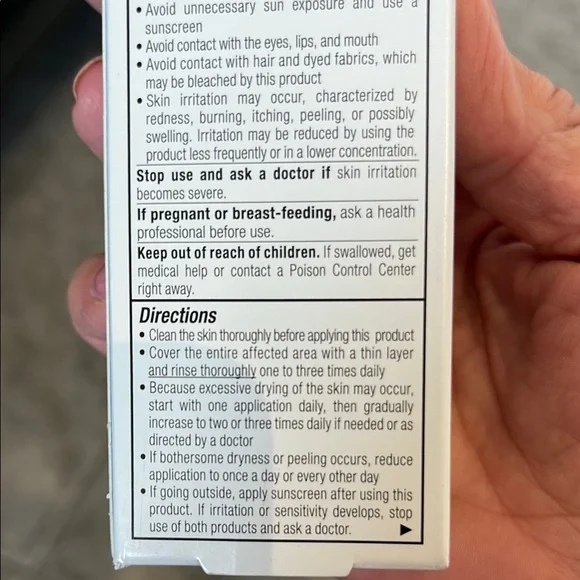 • Avoid unnecessary sun exposure and use a
sunscreen
• Avoid contact with the eyes, lips, and mouth
• Avoid contact with hair and dyed fabrics, which
may be bleached by this product
• Skin irritation may occur, characterized by
redness, burning, itching, peeling, or possibly
swelling. Irritation may be reduced by using the
product less frequently or in a lower concentration.
Stop use and ask a doctor if skin irritation
becomes severe.
If pregnant or breast-feeding, ask a health
professional before use.
Keep out of reach of children. If swallowed, get
medical help or contact a Poison Control Center
right away.
Directions
• Clean the skin thoroughly before applying this product
• Cover the entire affected area with a thin layer
and rinse thoroughly one to three times daily
• Because excessive drying of the skin may occur,
start with one application daily, then gradually
increase to two or three times daily if needed or as
directed by a doctor
• If bothersome dryness or peeling occurs, reduce
application to once a day or every other day
• If going outside, apply sunscreen after using this
product. If irritation or sensitivity develops, stop
use of both products and ask a doctor.